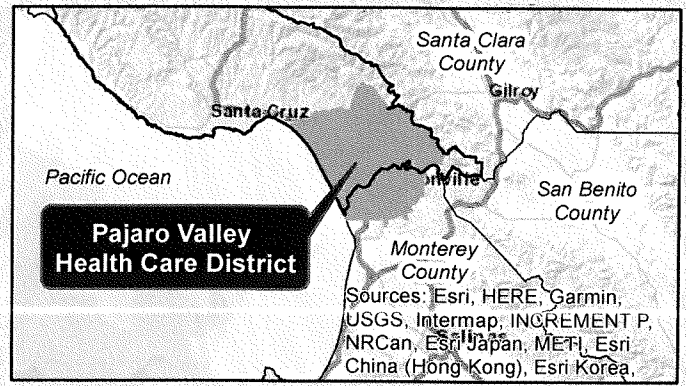 Santa Clara
County
Gilroy
Santa Cruz
Pacific Ocean
onville
San Benito
County
Pajaro Valley
Health Care District
Monterey
County
Sources: Esri, HERE, Garmin,
USGS, Intermap, INCREMENT P,
NRCan, Esri Japan, METI, Esri
China (Hong Kong), Esri Korea,